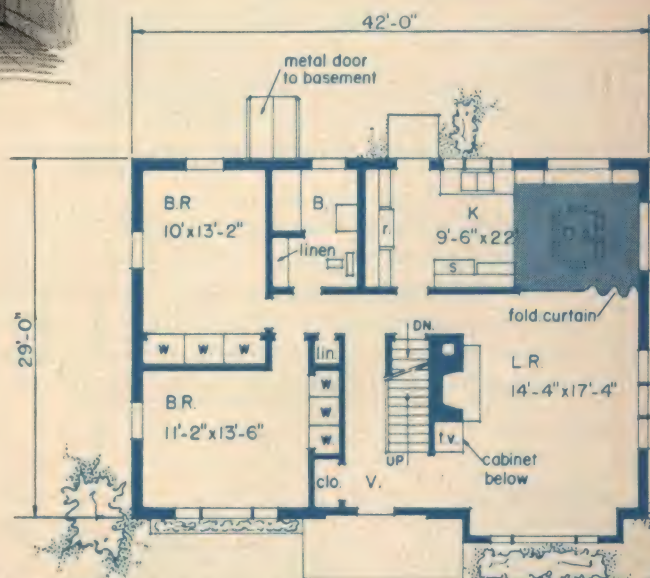 42'-0"
metal door
to basement
29'-0"
B.R.
10'x13'-2"
B.
linen
r.
K
9'-6"x22'
s
D.A.
fold. curtain
w w w
lin.
w
w
w
DN.
L.R.
14'-4"x17'-4"
B.R.
11'-2"x13'-6"
t.v.
UP
cabinet
below
clo.
V.